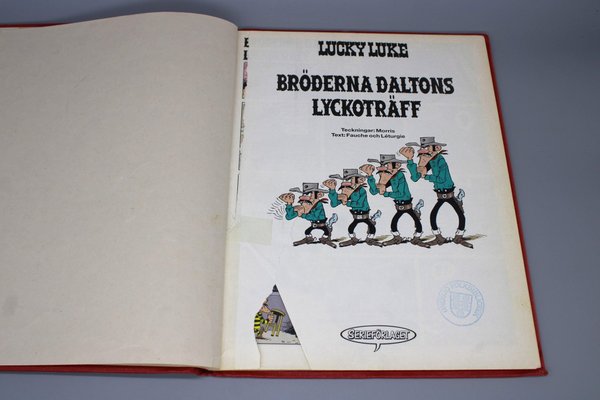 LUCKY LUKE
BRÖDERNA DALTONS
LYCKOTRÄFF
Teckningar: Morris
Text: Fauche och Léturgie
SERIEFÖRLAGET